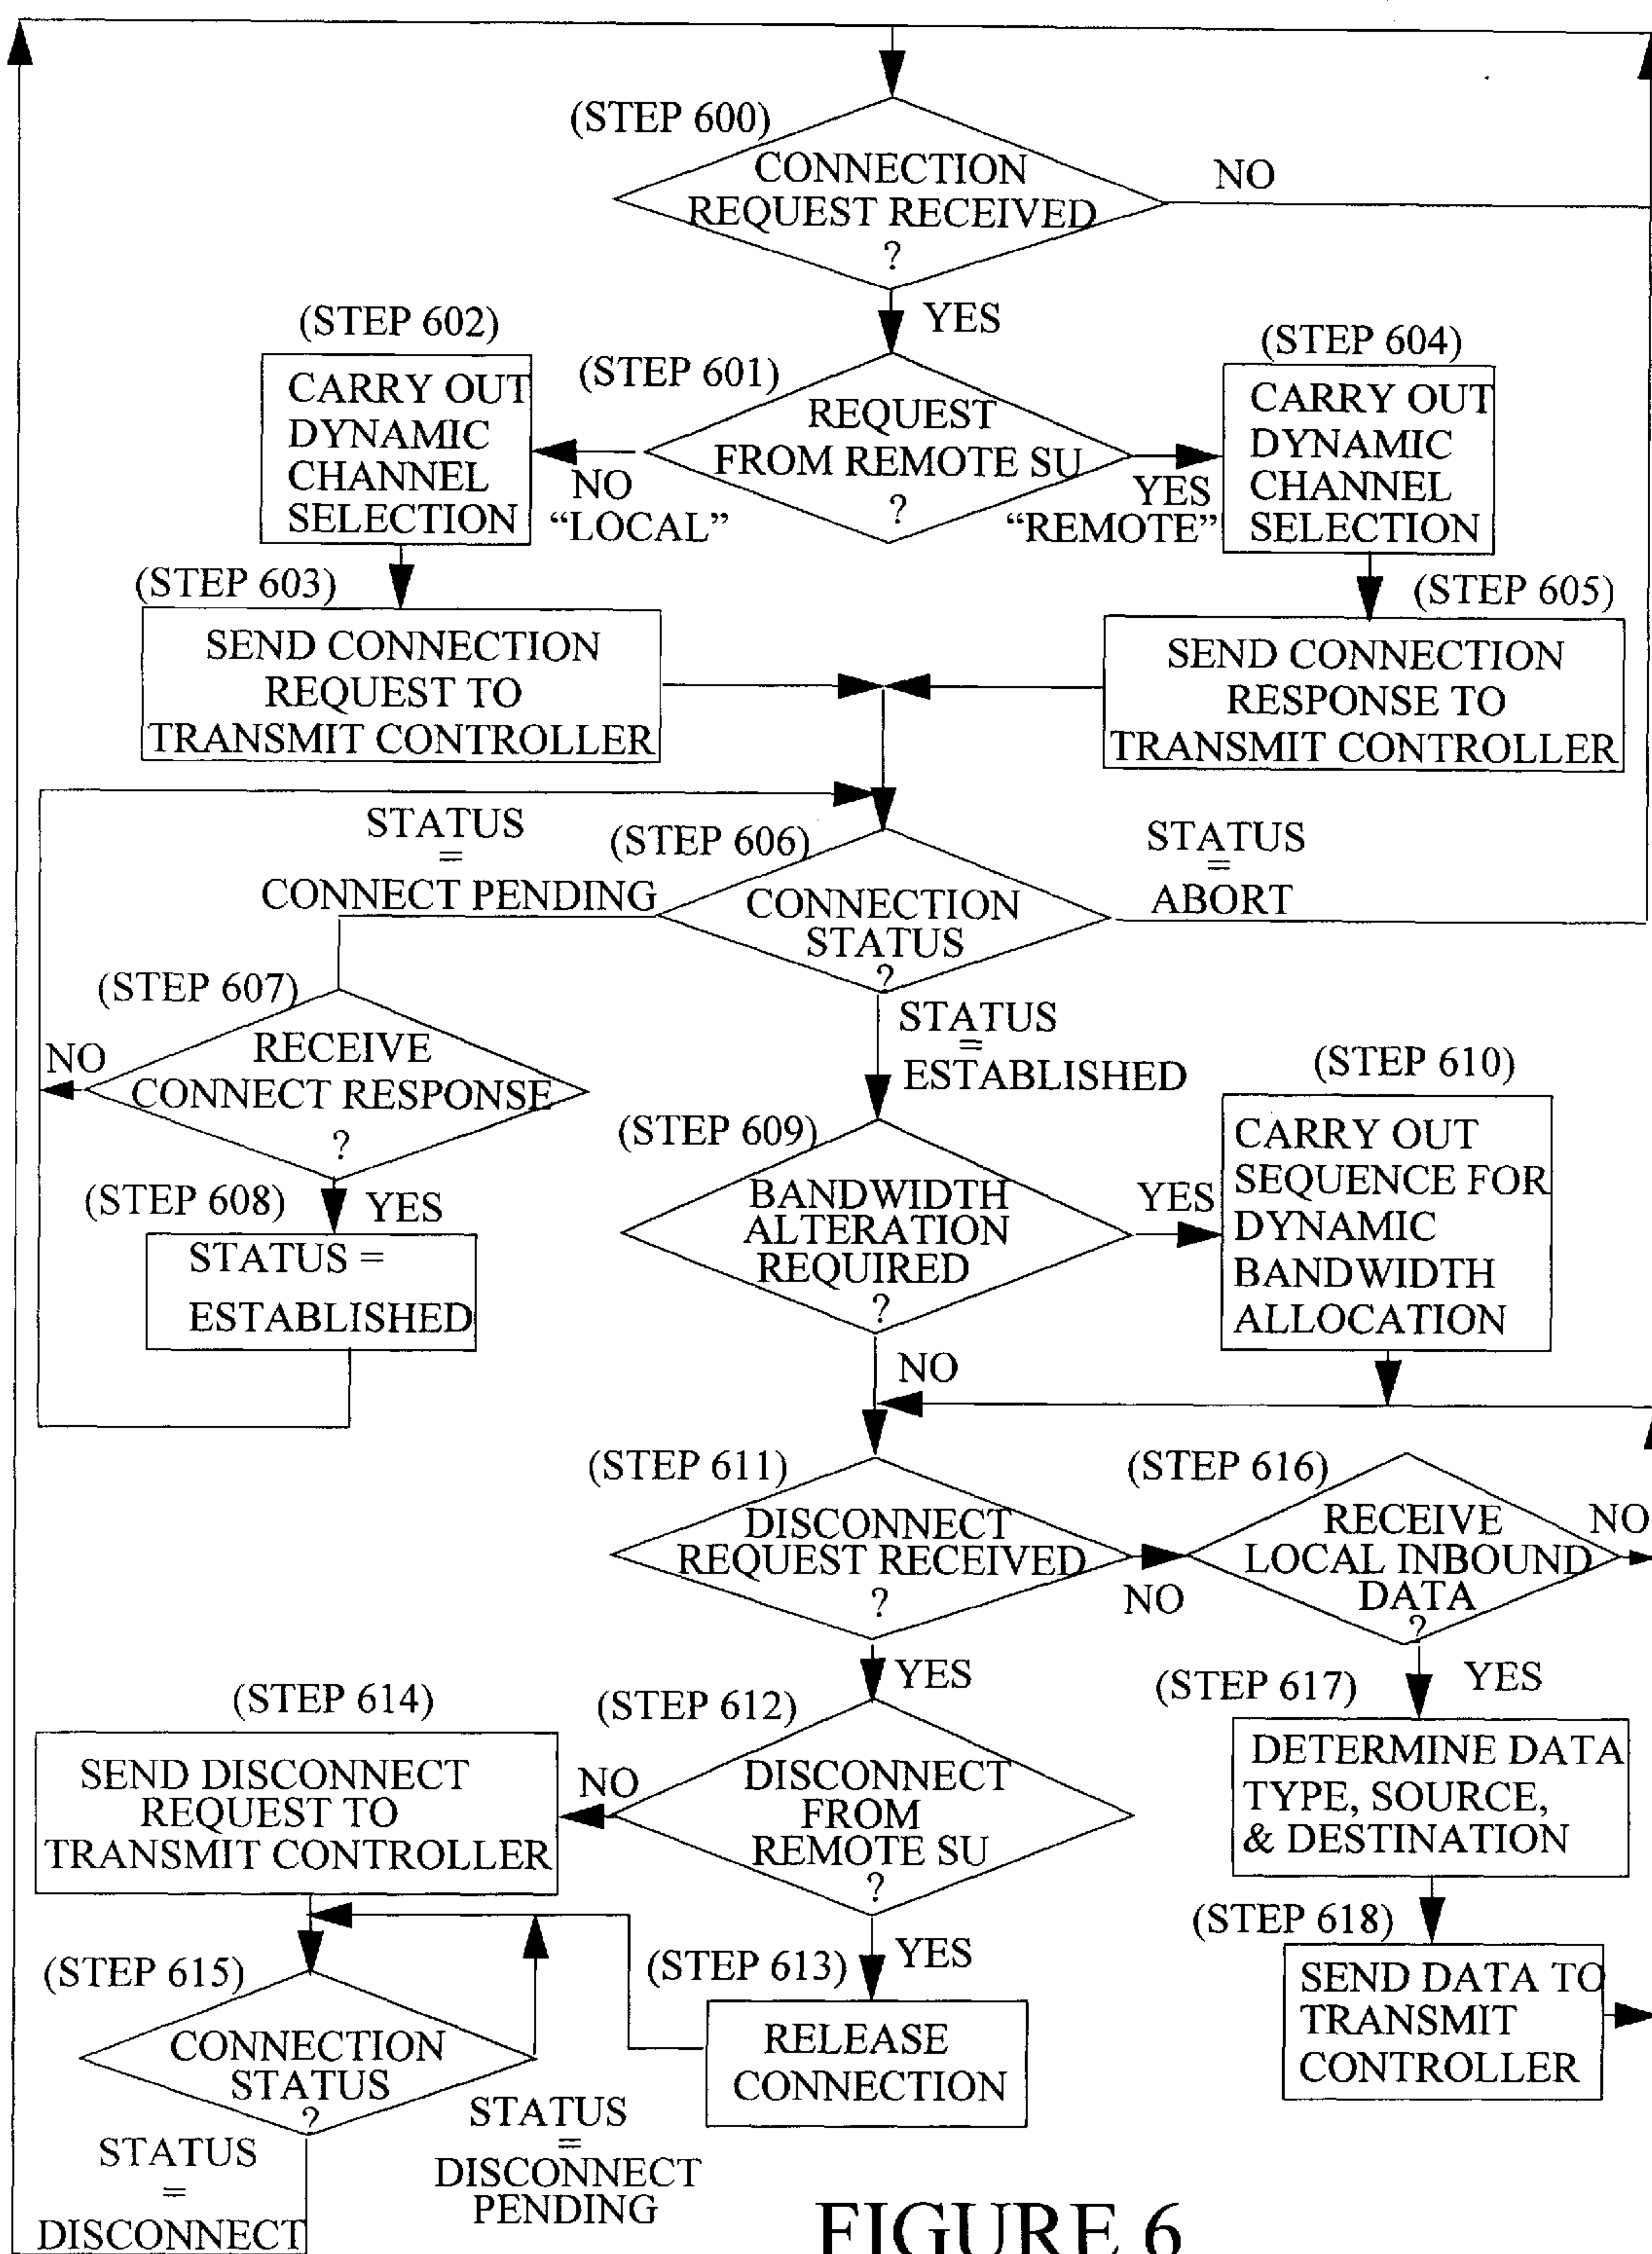 (STEP 600)
CONNECTION
REQUEST RECEIVED
?
NO
YES
(STEP 602)
CARRY OUT
DYNAMIC
CHANNEL
SELECTION
(STEP 601)
REQUEST
FROM REMOTE SU
?
NO
“LOCAL”
YES
“REMOTE”
(STEP 604)
CARRY OUT
DYNAMIC
CHANNEL
SELECTION
(STEP 603)
SEND CONNECTION
REQUEST TO
TRANSMIT CONTROLLER
(STEP 605)
SEND CONNECTION
RESPONSE TO
TRANSMIT CONTROLLER
STATUS
=
CONNECT PENDING
(STEP 606)
CONNECTION
STATUS
?
STATUS
=
ABORT
(STEP 607)
RECEIVE
CONNECT RESPONSE
?
NO
STATUS
=
ESTABLISHED
(STEP 608)
YES
STATUS =
ESTABLISHED
(STEP 609)
BANDWIDTH
ALTERATION
REQUIRED
?
YES
(STEP 610)
CARRY OUT
SEQUENCE FOR
DYNAMIC
BANDWIDTH
ALLOCATION
NO
(STEP 611)
DISCONNECT
REQUEST RECEIVED
?
NO
(STEP 616)
RECEIVE
LOCAL INBOUND
DATA
?
NO
YES
YES
(STEP 614)
SEND DISCONNECT
REQUEST TO
TRANSMIT CONTROLLER
(STEP 612)
DISCONNECT
FROM
REMOTE SU
?
NO
(STEP 617)
DETERMINE DATA
TYPE, SOURCE,
& DESTINATION
YES
(STEP 615)
CONNECTION
STATUS
?
(STEP 613)
RELEASE
CONNECTION
(STEP 618)
SEND DATA TO
TRANSMIT
CONTROLLER
STATUS
=
DISCONNECT
STATUS
=
DISCONNECT
PENDING
FIGURE 6